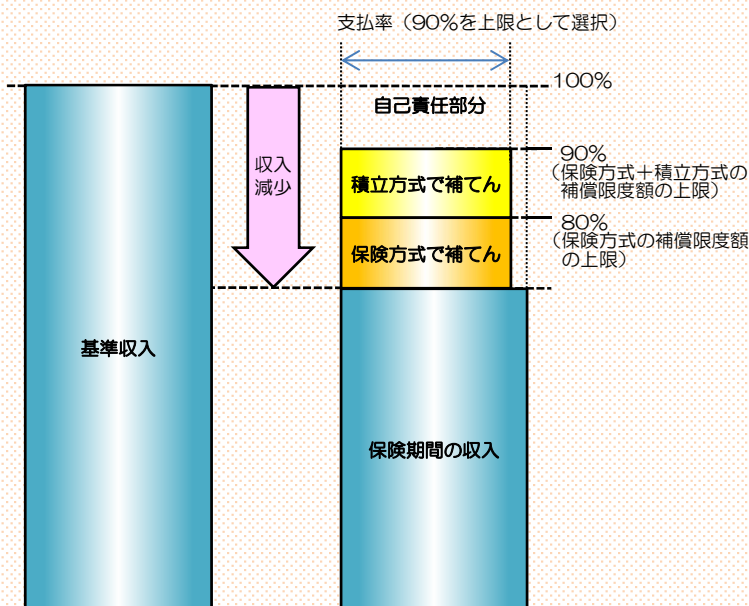 支払率（90%を上限として選択）
100%
自己責任部分
収入
減少
90%
（保険方式＋積立方式の
補償限度額の上限）
積立方式で補てん
80%
（保険方式の補償限度額
の上限）
保険方式で補てん
基準収入
保険期間の収入